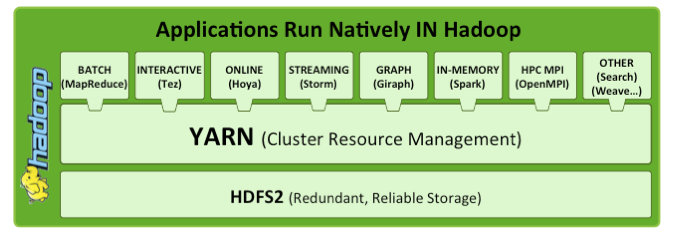 Applications Run Natively IN Hadoop
BATCH
(MapReduce)
INTERACTIVE
(Tez)
ONLINE
(Hoya)
STREAMING
(Storm)
GRAPH
(Giraph)
IN-MEMORY
(Spark)
HPC MPI
(OpenMPI)
OTHER
(Search)
(Weave…)
hadoop
YARN (Cluster Resource Management)
HDFS2 (Redundant, Reliable Storage)